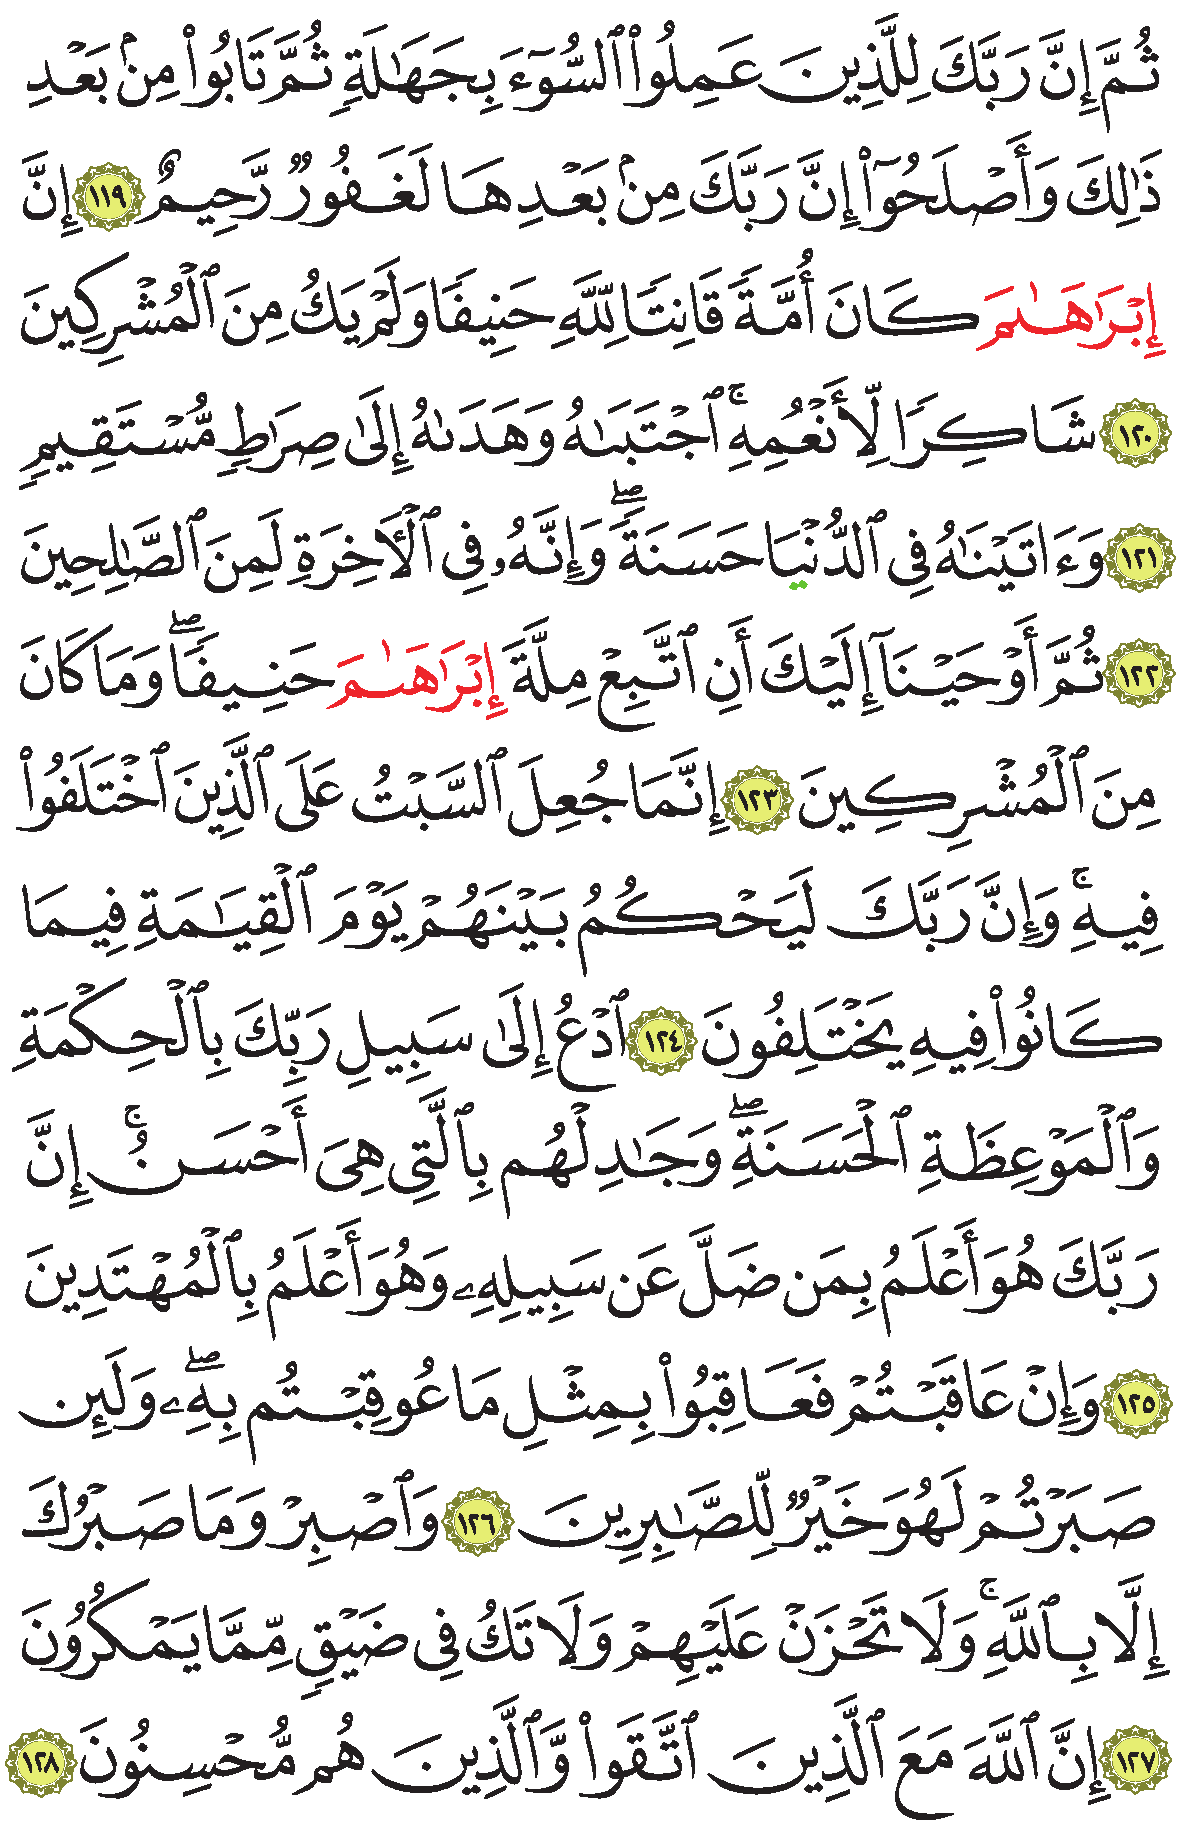 ثُمَّ إِنَّ رَبَّكَ لِلَّذِينَ عَمِلُوا۟ ٱلسُّوٓءَ بِجَهَٰلَةٍ ثُمَّ تَابُوا۟ مِنۢ بَعۡدِ
ذَٰلِكَ وَأَصۡلَحُوٓا۟ إِنَّ رَبَّكَ مِنۢ بَعۡدِهَا لَغَفُورٌ رَّحِيمٌ ١١٩ إِنَّ
إِبۡرَٰهَٰمَ كَانَ أُمَّةً قَانِتًا لِلَّهِ حَنِيفًا وَلَمۡ يَكُ مِنَ ٱلۡمُشۡرِكِينَ
١٢٠ شَاكِرًا لِّأَنۡعُمِهِۚ ٱجۡتَبَىٰهُ وَهَدَىٰهُ إِلَىٰ صِرَٰطٍ مُّسۡتَقِيمٍ
١٢١ وَءَاتَيۡنَٰهُ فِى ٱلدُّنۡيَا حَسَنَةًۖ وَإِنَّهُۥ فِى ٱلۡأَخِرَةِ لَمِنَ ٱلصَّٰلِحِينَ
١٢٢ ثُمَّ أَوۡحَيۡنَآ إِلَيۡكَ أَنِ ٱتَّبِعۡ مِلَّةَ إِبۡرَٰهَٰمَ حَنِيفًاۖ وَمَا كَانَ
مِنَ ٱلۡمُشۡرِكِينَ ١٢٣ إِنَّمَا جُعِلَ ٱلسَّبۡتُ عَلَى ٱلَّذِينَ ٱخۡتَلَفُوا۟
فِيهِۚ وَإِنَّ رَبَّكَ لَيَحۡكُمُ بَيۡنَهُمۡ يَوۡمَ ٱلۡقِيَٰمَةِ فِيمَا
كَانُوا۟ فِيهِ يَخۡتَلِفُونَ ١٢٤ ٱدۡعُ إِلَىٰ سَبِيلِ رَبِّكَ بِٱلۡحِكۡمَةِ
وَٱلۡمَوۡعِظَةِ ٱلۡحَسَنَةِۖ وَجَٰدِلۡهُم بِٱلَّتِى هِىَ أَحۡسَنُۚ إِنَّ
رَبَّكَ هُوَ أَعۡلَمُ بِمَن ضَلَّ عَن سَبِيلِهِۦ وَهُوَ أَعۡلَمُ بِٱلۡمُهۡتَدِينَ
١٢٥ وَإِنۡ عَاقَبۡتُمۡ فَعَاقِبُوا۟ بِمِثۡلِ مَا عُوقِبۡتُم بِهِۦۖ وَلَئِن
صَبَرۡتُمۡ لَهُوَ خَيۡرٌ لِّلصَّٰبِرِينَ ١٢٦ وَٱصۡبِرۡ وَمَا صَبۡرُكَ
إِلَّا بِٱللَّهِۚ وَلَا تَحۡزَنۡ عَلَيۡهِمۡ وَلَا تَكُ فِى ضَيۡقٍ مِّمَّا يَمۡكُرُونَ
١٢٧ إِنَّ ٱللَّهَ مَعَ ٱلَّذِينَ ٱتَّقَوا۟ وَّٱلَّذِينَ هُم مُّحۡسِنُونَ ١٢٨